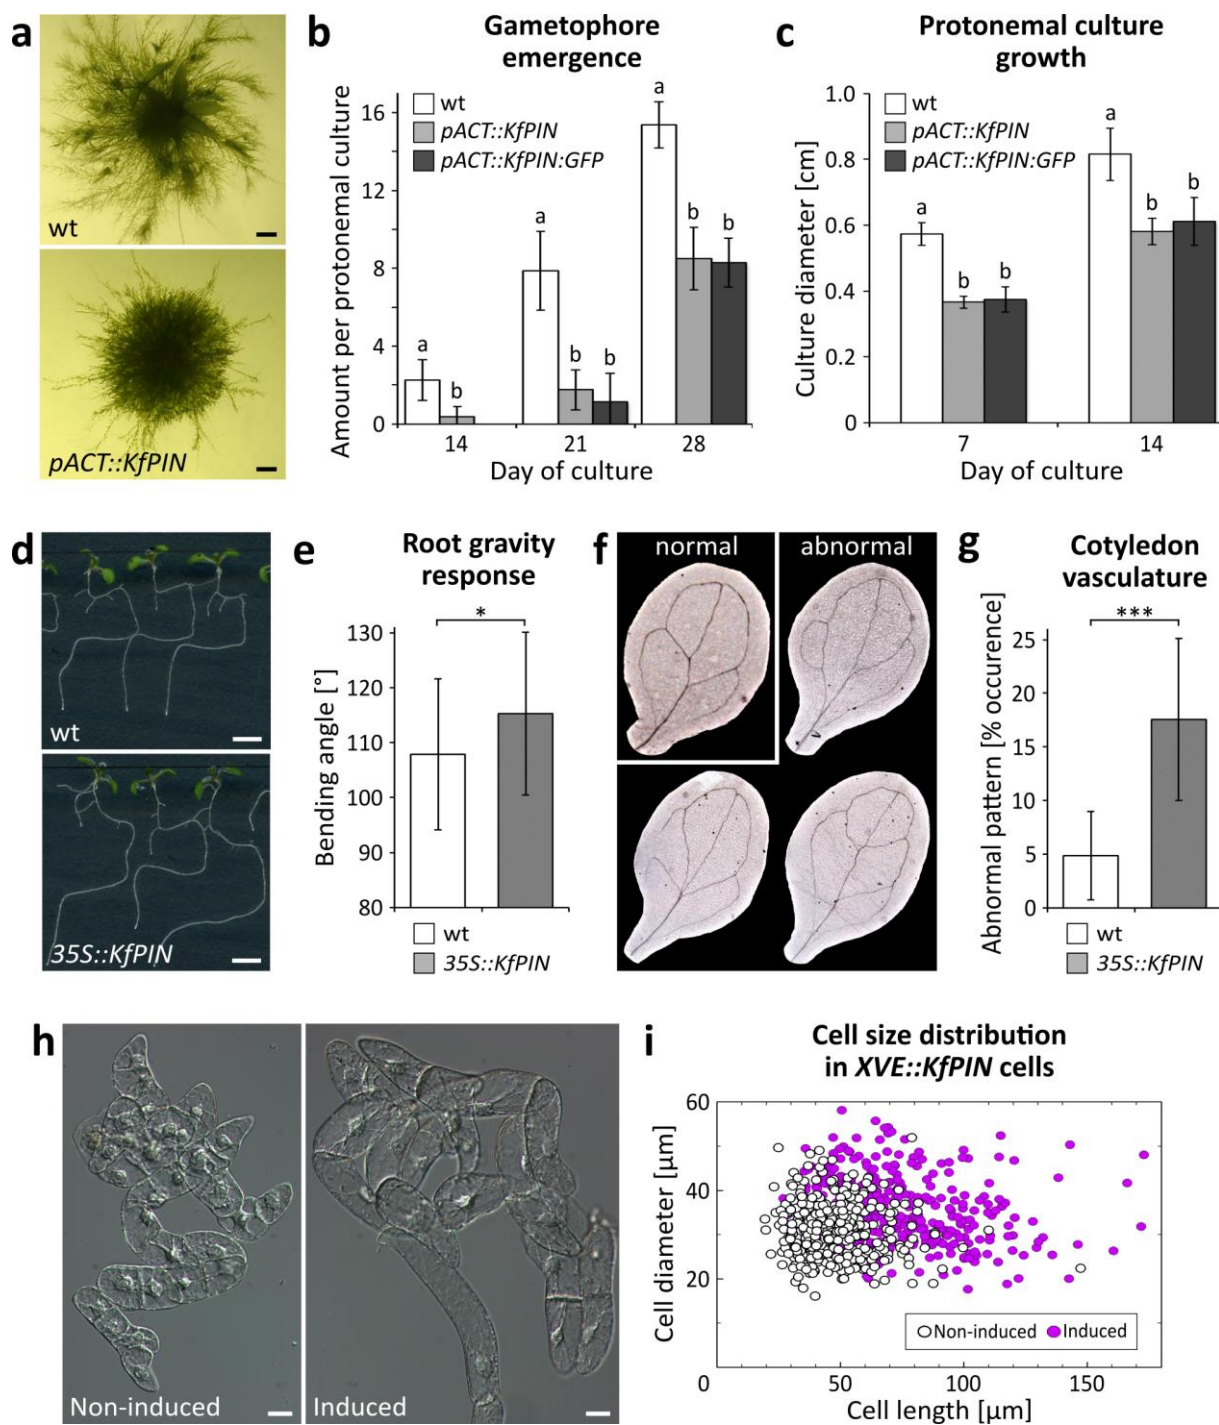 a
wt
pACT::KfPIN
b
Gametophore
emergence
wt
pACT::KfPIN
pACT::KfPIN:GFP
Amount per protonemal culture
16
12
8
4
0
a
b
a
b
b
a
b
b
14
21
28
Day of culture
c
Protonemal culture
growth
wt
pACT::KfPIN
pACT::KfPIN:GFP
Culture diameter [cm]
1.0
0.8
0.6
0.4
0.2
0
a
b
b
a
b
b
7
14
Day of culture
d
wt
35S::KfPIN
e
Root gravity
response
*
Bending angle [°]
130
120
110
100
90
80
wt
35S::KfPIN
f
normal
abnormal
g
Cotyledon
vasculature
***
Abnormal pattern [% occurence]
25
20
15
10
5
0
wt
35S::KfPIN
h
Non-induced
Induced
i
Cell size distribution
in XVE::KfPIN cells
Cell diameter [µm]
60
40
20
0
50
100
150
Non-induced
Induced
Cell length [µm]